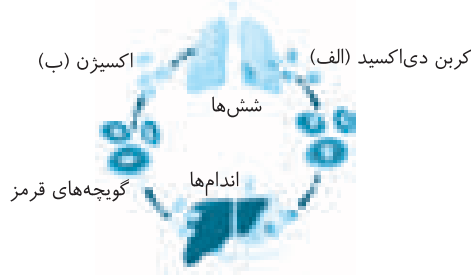 کربن دی‌اکسید (الف)
اکسیژن (ب)
شش‌ها
اندام‌ها
گویچه‌های قرمز